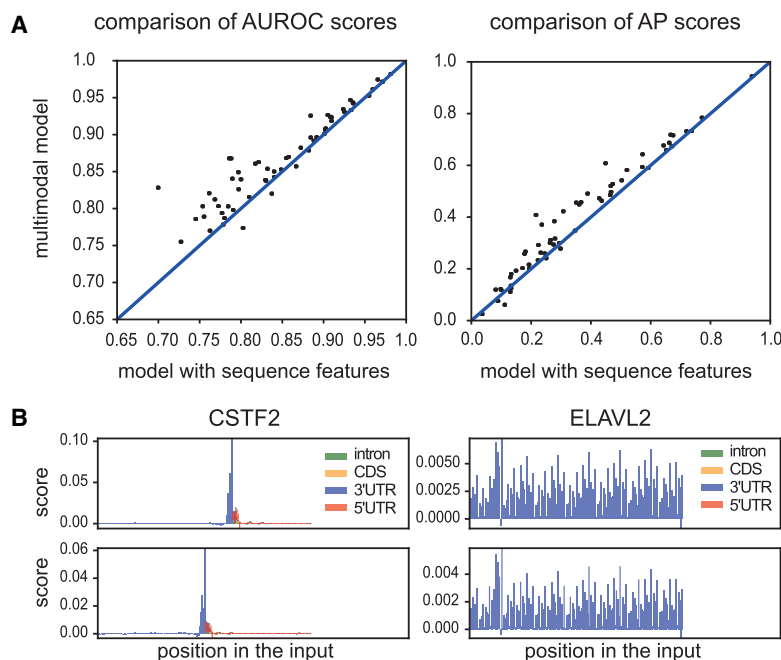 A
comparison of AUROC scores
comparison of AP scores
multimodal model
1.0
0.95
0.90
0.85
0.80
0.75
0.70
0.65
0.65 0.70 0.75 0.80 0.85 0.90 0.95 1.0
model with sequence features
1.0
0.8
0.6
0.4
0.2
0.0
0.0 0.2 0.4 0.6 0.8 1.0
model with sequence features
B
CSTF2
ELAVL2
score
0.10
0.05
0.00
intron
CDS
3'UTR
5'UTR
0.0050
0.0025
0.0000
intron
CDS
3'UTR
5'UTR
score
0.06
0.04
0.02
0.00
0.004
0.002
0.000
position in the input
position in the input